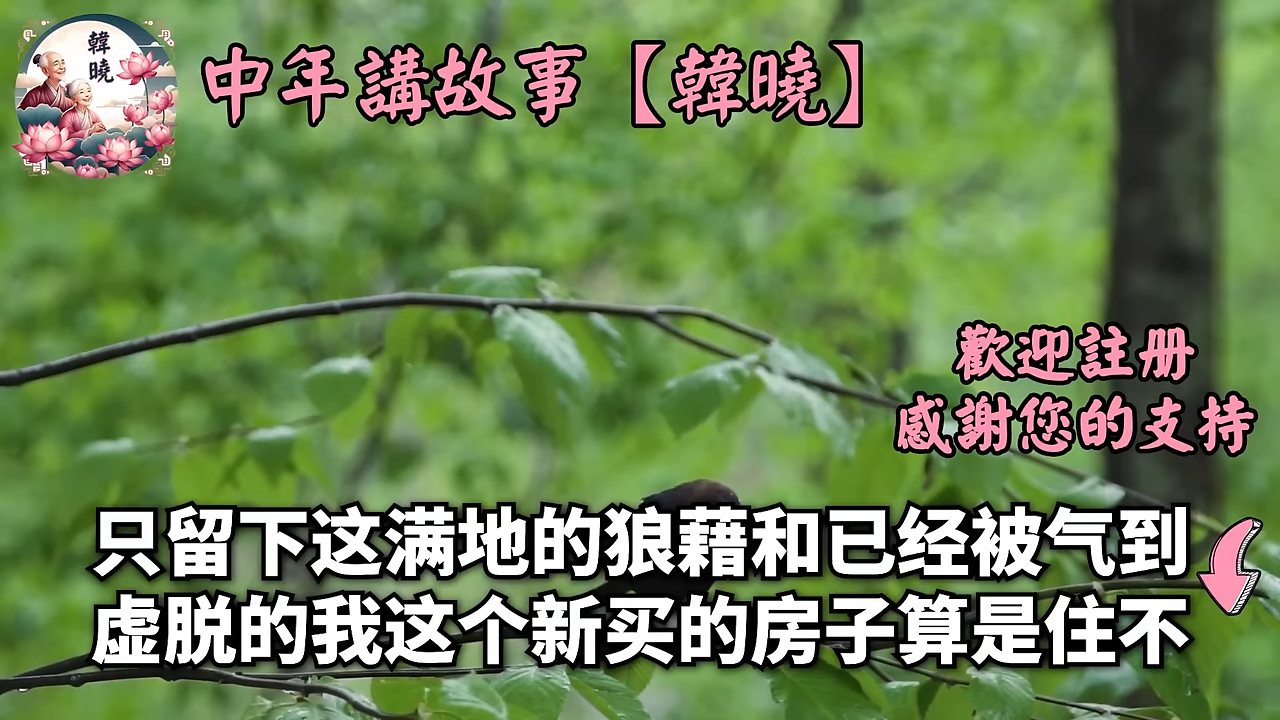 韓曉
中年講故事【韓曉】
歡迎註册
感謝您的支持
只留下这满地的狼藉和已经被气到
虚脱的我这个新买的房子算是住不